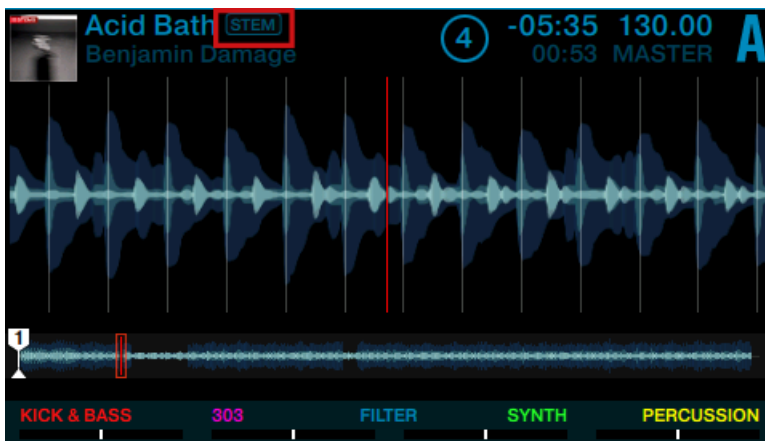 Acid Bath STEM
Benjamin Damage
4
-05:35 130.00
00:53 MASTER
A
1
KICK & BASS 303 FILTER SYNTH PERCUSSION